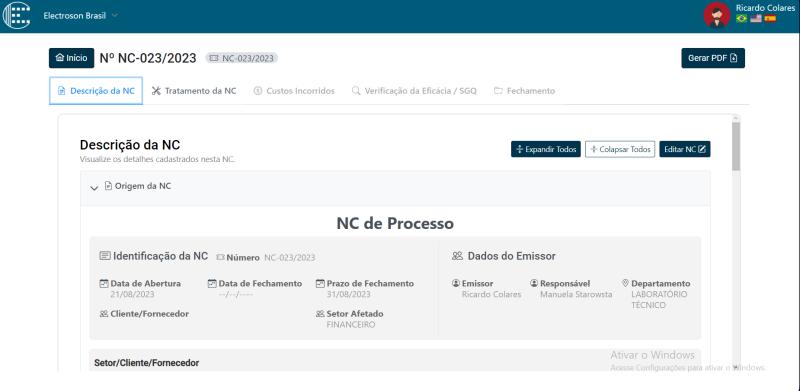 Electroson Brasil
Ricardo Colares
Início
Nº NC-023/2023
NC-023/2023
Gerar PDF
Descrição da NC
Tratamento da NC
Custos Incorridos
Verificação da Eficácia / SGQ
Fechamento
Descrição da NC
Visualize os detalhes cadastrados nesta NC.
Expandir Todos
Colapsar Todos
Editar NC
Origem da NC
NC de Processo
Identificação da NC
Número NC-023/2023
Data de Abertura
21/08/2023
Data de Fechamento
--/--/----
Prazo de Fechamento
31/08/2023
Cliente/Fornecedor
Setor Afetado
FINANCEIRO
Dados do Emissor
Emissor
Ricardo Colares
Responsável
Manuela Starowsta
Departamento
LABORATÓRIO
TÉCNICO
Setor/Cliente/Fornecedor
Ativar o Windows
Acesse Configurações para ativar o Windows.